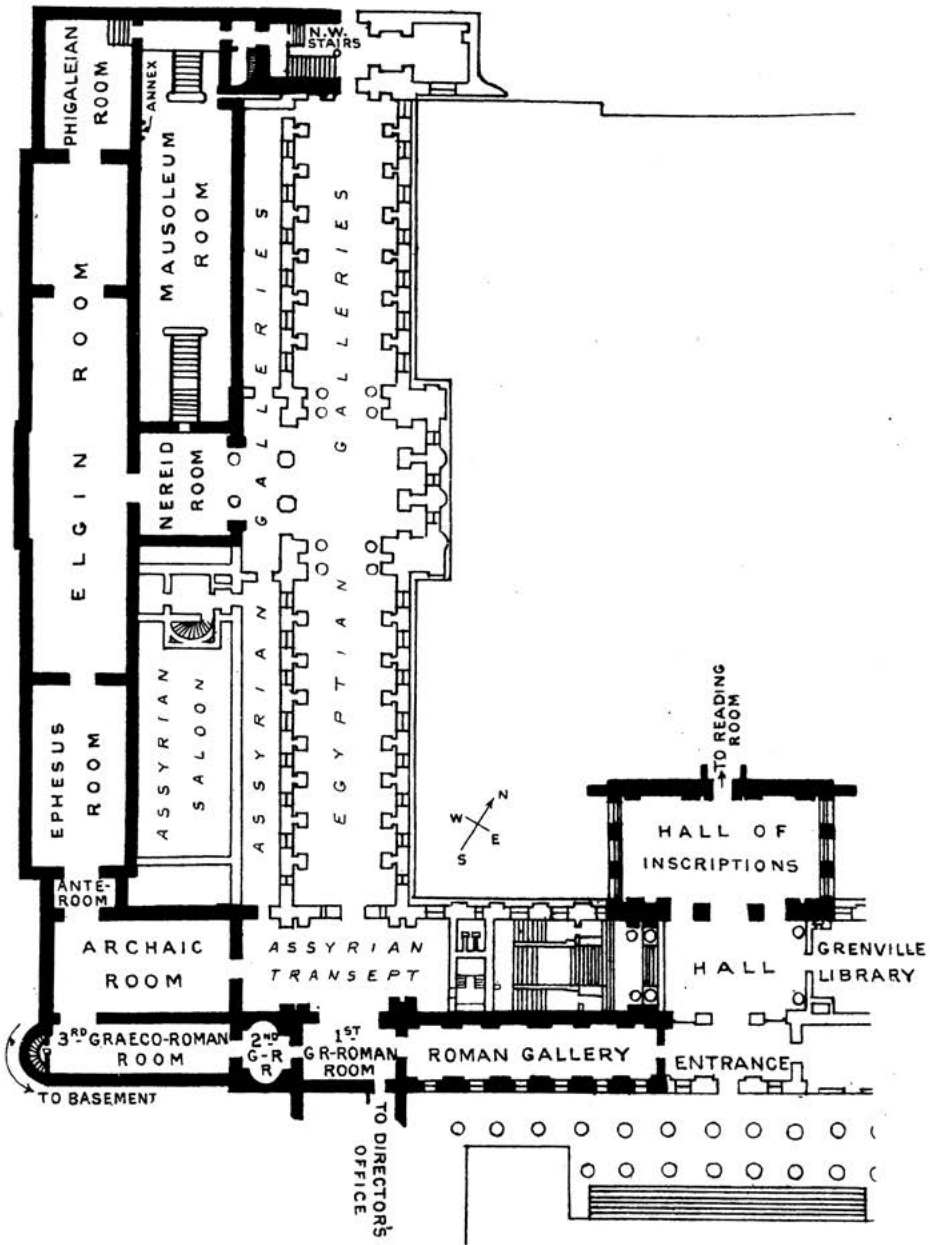 N.W.
STAIRS
PHIGALEIAN
ROOM
ANNEX
MAUSOLEUM
ROOM
ELGIN ROOM
NEREID
ROOM
ASSYRIAN GALLERIES
EGYPTIAN GALLERIES
ASSYRIAN
SALOON
EPHESUS
ROOM
TO READING
ROOM
N
W
E
S
HALL OF
INSCRIPTIONS
ANTE-
ROOM
ARCHAIC
ROOM
ASSYRIAN
TRANSEPT
HALL
GRENVILLE
LIBRARY
3RD GRAECO-ROMAN
ROOM
2ND
G-R
R
1ST
GR-ROMAN
ROOM
ROMAN GALLERY
ENTRANCE
TO BASEMENT
TO DIRECTOR'S
OFFICE